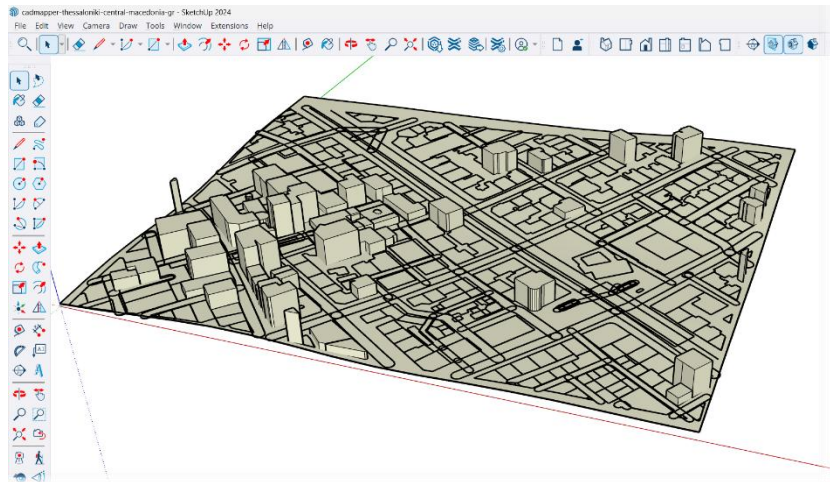 cadmapper-thessaloniki-central-macedonia-gr - SketchUp 2024
File Edit View Camera Draw Tools Window Extensions Help